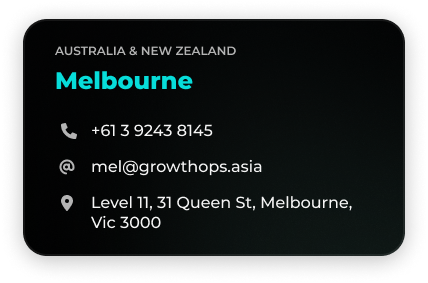 AUSTRALIA & NEW ZEALAND
Melbourne
+61 3 9243 8145
mel@growthops.asia
Level 11, 31 Queen St, Melbourne,
Vic 3000